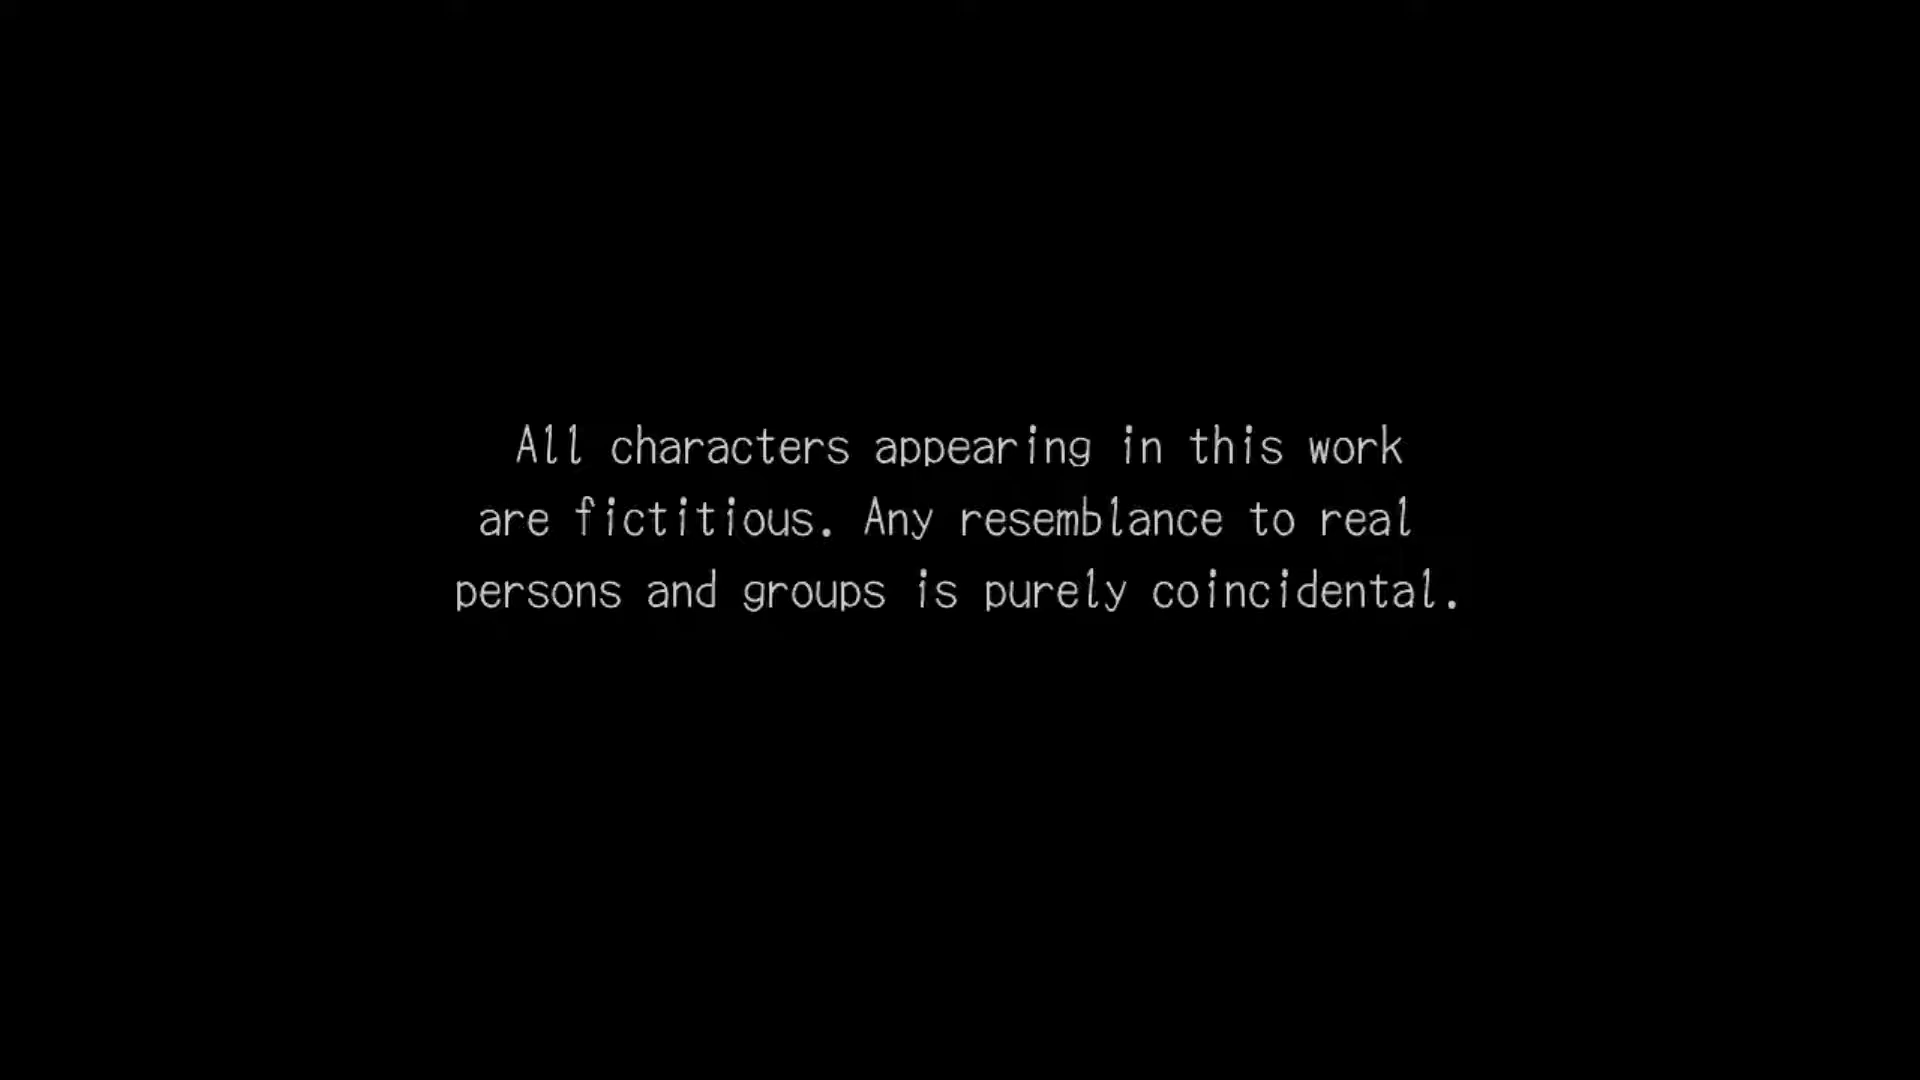 All characters appearing in this work
are fictitious. Any resemblance to real
persons and groups is purely coincidental.